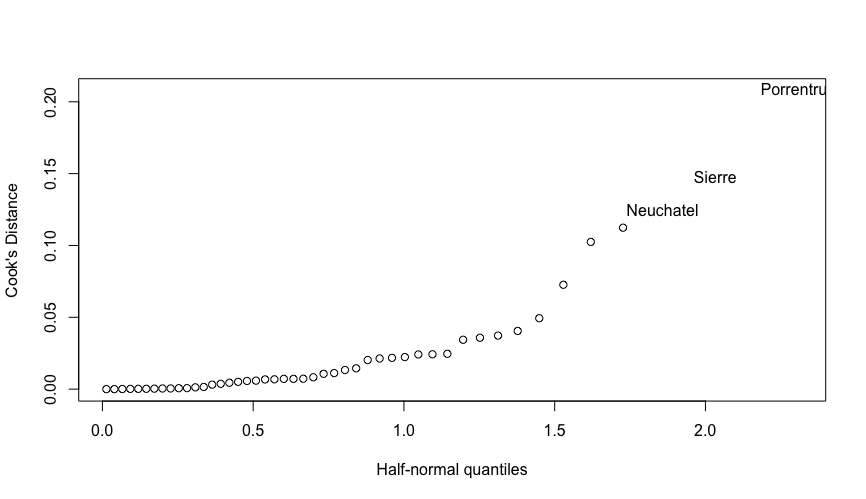 Porrentru
Sierre
Neuchatel
0.20
0.15
0.10
0.05
0.00
Cook's Distance
0.0 0.5 1.0 1.5 2.0
Half-normal quantiles